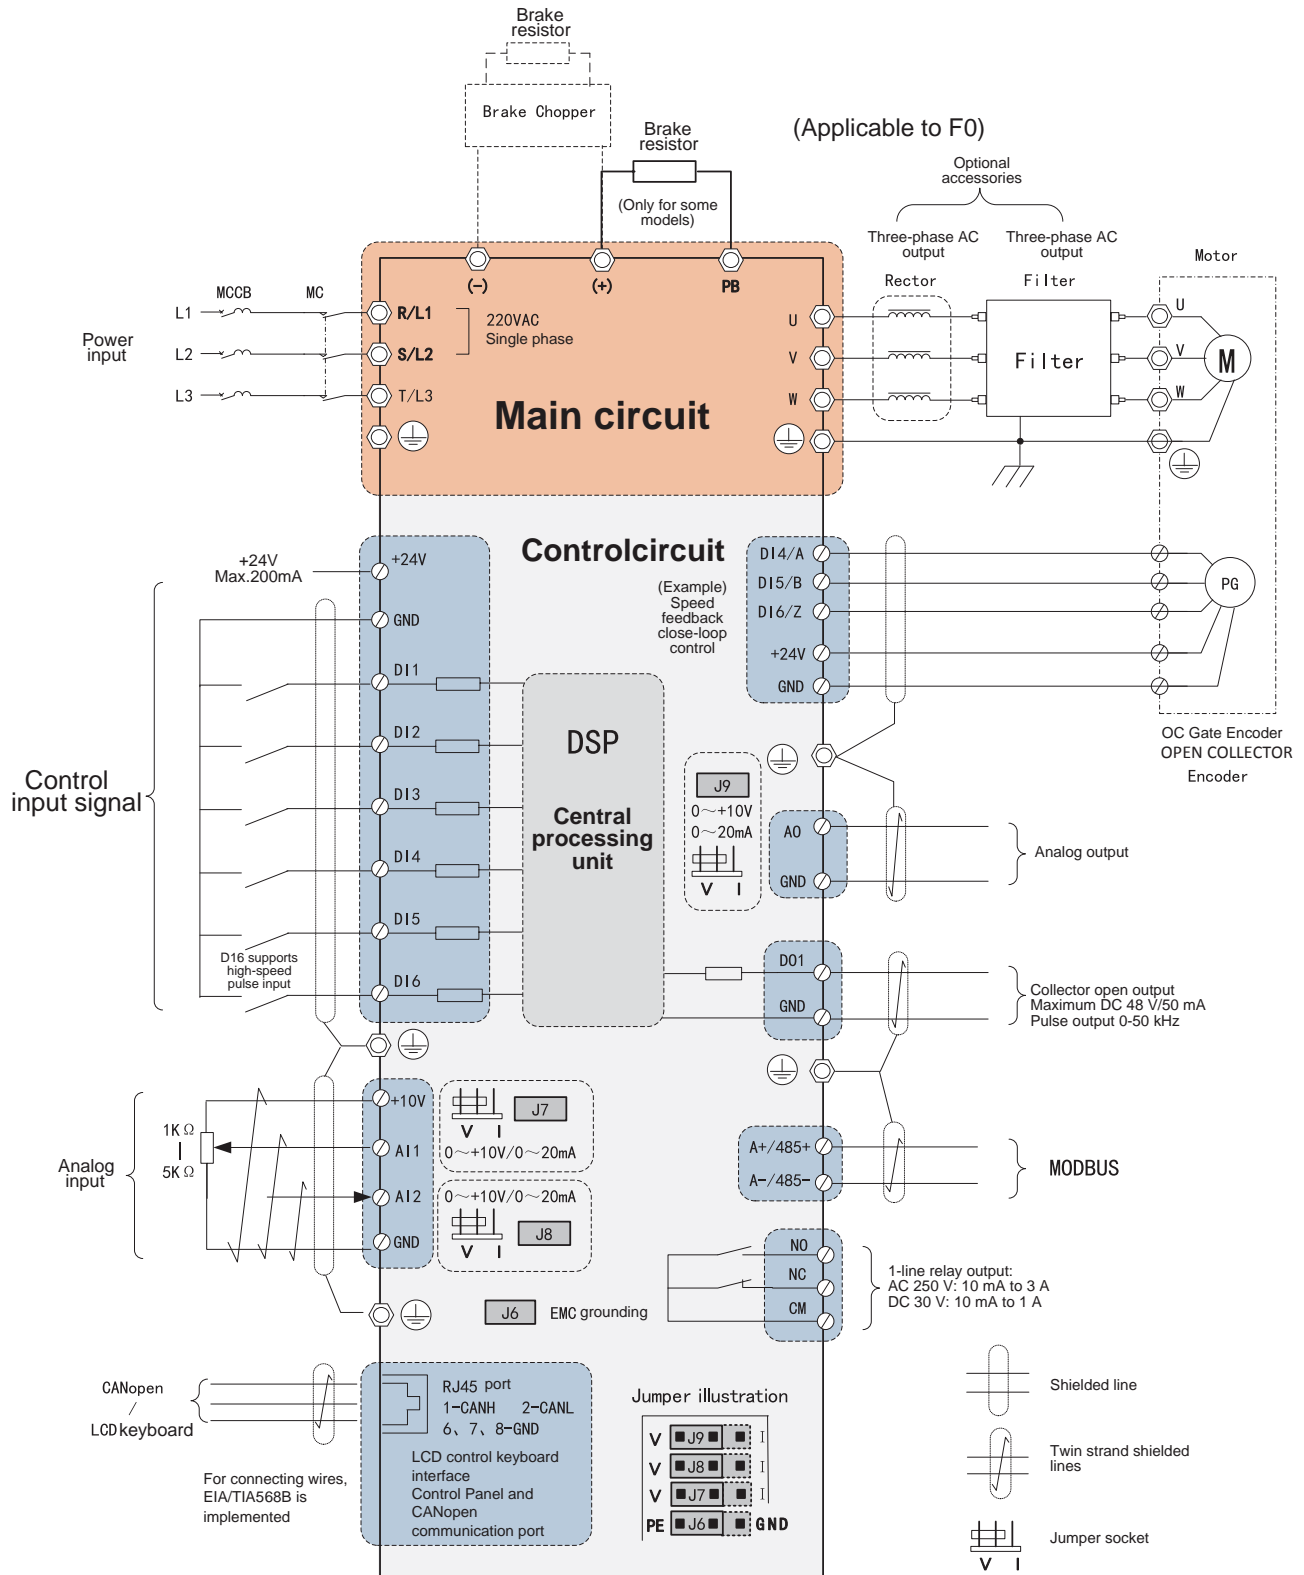 Brake
resistor
Brake Chopper
Brake
resistor
(Only for some
models)
(Applicable to F0)
Optional
accessories
Three-phase AC
output
Three-phase AC
output
Rector
Filter
Motor
(-)
(+)
PB
MCCB
MC
Power
input
L1
L2
L3
R/L1
S/L2
T/L3
220VAC
Single phase
Main circuit
U
V
W
Filter
U
V
W
M
Controlcircuit
+24V
Max.200mA
+24V
GND
DI1
DI2
DI3
DI4
DI5
DI6
Control
input signal
D16 supports
high-speed
pulse input
(Example)
Speed
feedback
close-loop
control
DI4/A
DI5/B
DI6/Z
+24V
GND
PG
OC Gate Encoder
OPEN COLLECTOR
Encoder
DSP
Central
processing
unit
J9
0～+10V
0～20mA
V I
AO
GND
Analog output
DO1
GND
Collector open output
Maximum DC 48 V/50 mA
Pulse output 0-50 kHz
Analog
input
1KΩ
5KΩ
+10V
AI1
AI2
GND
J7
V I
0～+10V/0～20mA
0～+10V/0～20mA
J8
V I
A+/485+
A-/485-
MODBUS
NO
NC
CM
1-line relay output:
AC 250 V: 10 mA to 3 A
DC 30 V: 10 mA to 1 A
J6 EMC grounding
CANopen
/
LCD keyboard
For connecting wires,
EIA/TIA568B is
implemented
RJ45 port
1-CANH 2-CANL
6、7、8-GND
LCD control keyboard
interface
Control Panel and
CANopen
communication port
Jumper illustration
V J9 I
V J8 I
V J7 I
PE J6 GND
Shielded line
Twin strand shielded
lines
Jumper socket
V I